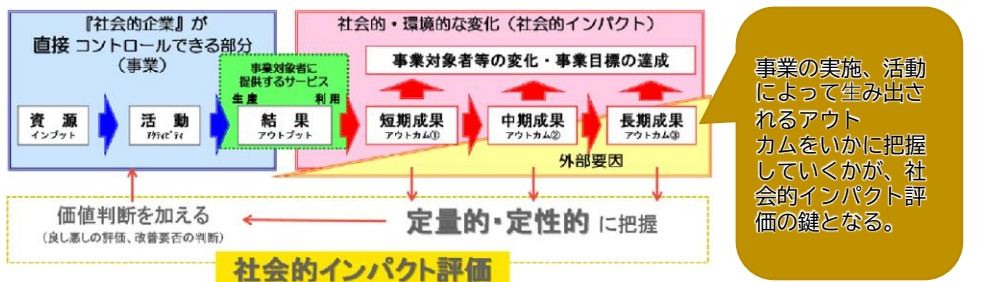 『社会的企業』が
直接 コントロールできる部分
（事業）
社会的・環境的な変化（社会的インパクト）
事業対象者等の変化・事業目標の達成
事業対象者に
提供するサービス
生産 利用
資源
インプット
活動
ｱｸﾃｨﾋﾞﾃｨ
結果
アウトプット
短期成果
アウトカム①
中期成果
アウトカム②
長期成果
アウトカム③
外部要因
価値判断を加える
（良し悪しの評価、改善要否の判断）
定量的・定性的 に把握
社会的インパクト評価
事業の実施、活動
によって生み出さ
れるアウト
カムをいかに把握
していくかが、社
会的インパクト評
価の鍵となる。